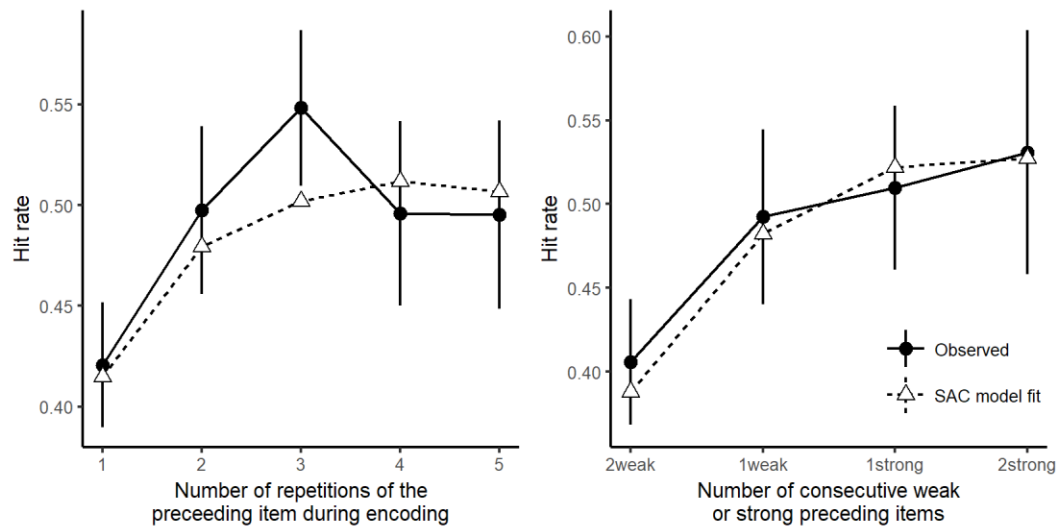 Hit rate
0.55
0.50
0.45
0.40
1 2 3 4 5
Number of repetitions of the
preceeding item during encoding
Hit rate
0.60
0.55
0.50
0.45
0.40
Observed
SAC model fit
2weak 1weak 1strong 2strong
Number of consecutive weak
or strong preceding items